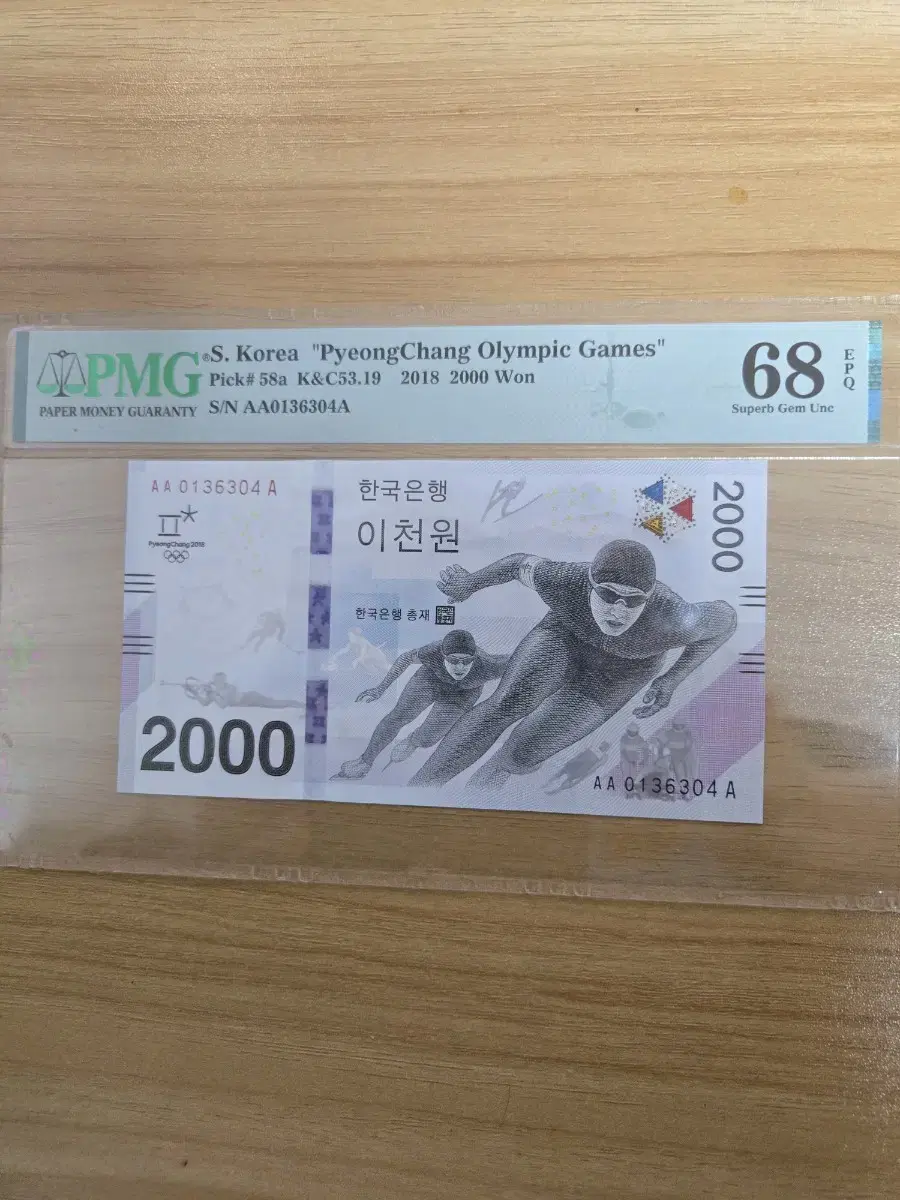 PMG®
PAPER MONEY GUARANTY
S. Korea "PyeongChang Olympic Games"
Pick# 58a K&C53.19 2018 2000 Won
S/N AA0136304A
68
EPQ
Superb Gem Unc
AA 0136304 A
PyeongChang 2018
한국은행
이천원
2000
한국은행 총재
2000
AA 0136304 A